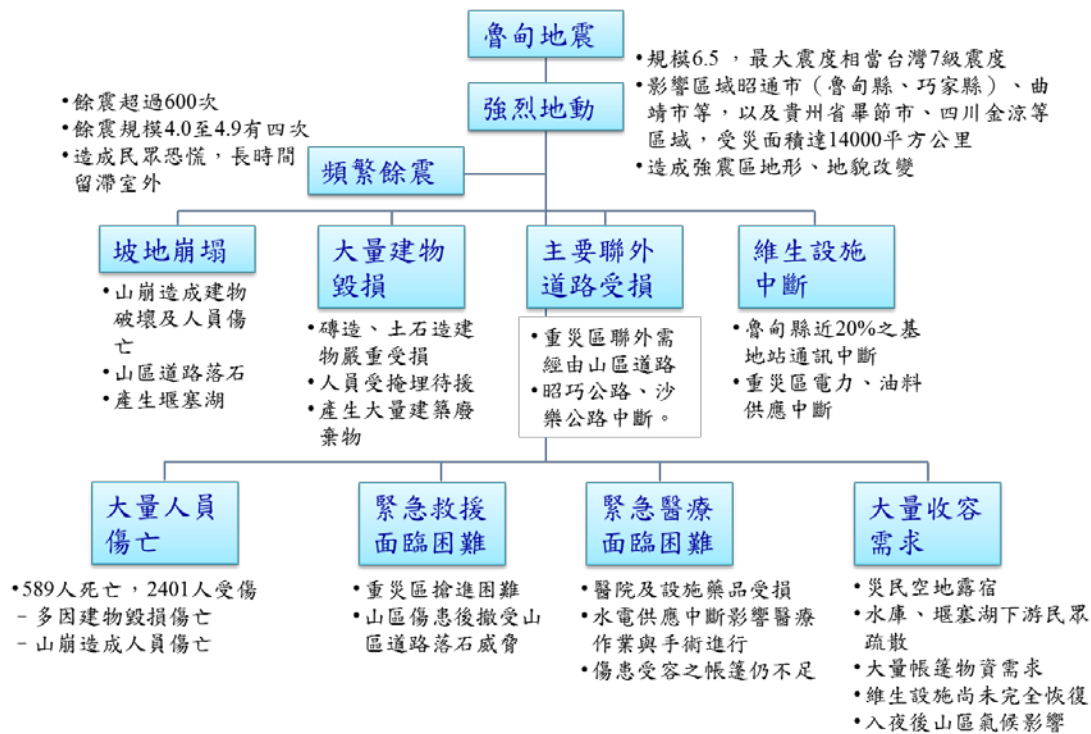 魯甸地震
•規模6.5 ，最大震度相當台灣7級震度
•影響區域昭通市（魯甸縣、巧家縣）、曲
靖市等，以及貴州省畢節市、四川金涼等
區域，受災面積達14000平方公里
•造成強震區地形、地貌改變
強烈地動
•餘震超過600次
•餘震規模4.0至4.9有四次
•造成民眾恐慌，長時間
留滯室外
頻繁餘震
坡地崩塌
•山崩造成建物
破壞及人員傷
亡
•山區道路落石
•產生堰塞湖
大量建物
毀損
•磚造、土石造建
物嚴重受損
•人員受掩埋待援
•產生大量建築廢
棄物
主要聯外
道路受損
•重災區聯外需
經由山區道路
•昭巧公路、沙
樂公路中斷。
維生設施
中斷
•魯甸縣近20%之基
地站通訊中斷
•重災區電力、油料
供應中斷
大量人員
傷亡
•589人死亡，2401人受傷
–多因建物毀損傷亡
–山崩造成人員傷亡
緊急救援
面臨困難
•重災區搶進困難
•山區傷患後撤受山
區道路落石威脅
緊急醫療
面臨困難
•醫院及設施藥品受損
•水電供應中斷影響醫療
作業與手術進行
•傷患受容之帳篷仍不足
大量收容
需求
•災民空地露宿
•水庫、堰塞湖下游民眾
疏散
•大量帳篷物資需求
•維生設施尚未完全恢復
•入夜後山區氣候影響